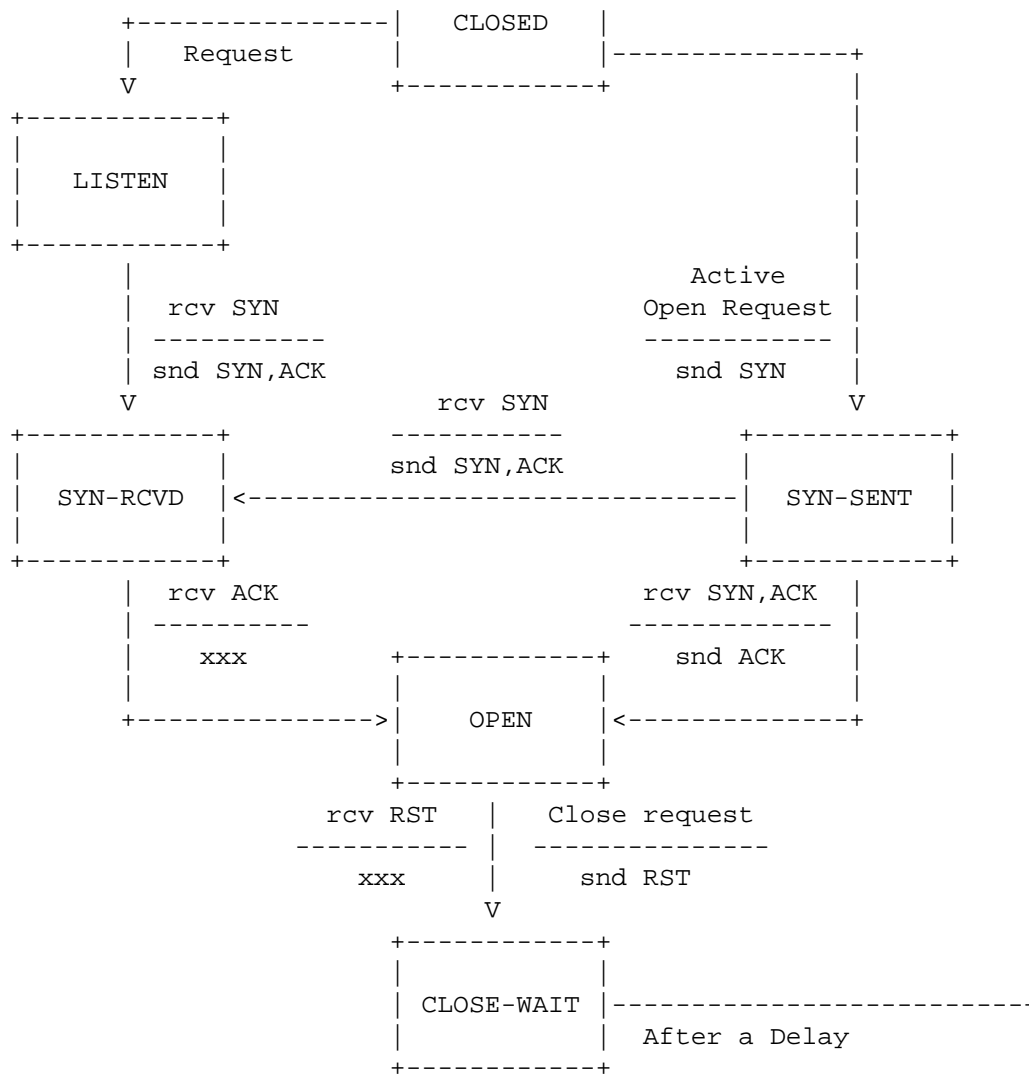 CLOSED
Request
LISTEN
Active
rcv SYN Open Request
snd SYN,ACK snd SYN
rcv SYN
snd SYN,ACK
SYN-RCVD SYN-SENT
rcv ACK rcv SYN,ACK
xxx snd ACK
OPEN
rcv RST Close request
xxx snd RST
CLOSE-WAIT
After a Delay